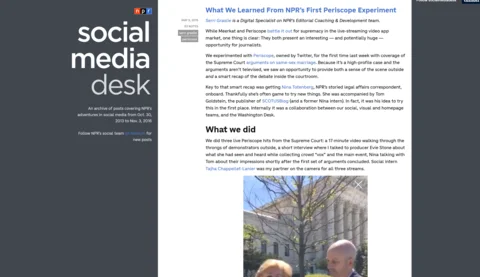 npr
social
media
desk
An archive of posts covering NPR's
adventures in social media from Oct. 30,
2013 to Nov. 3, 2016
Follow NPR's social team for
new posts
What We Learned From NPR's First Periscope Experiment
Serri Graslie is a Digital Specialist on NPR's Editorial Coaching & Development team.
While Meerkat and Periscope battle it out for supremacy in the live-streaming video app
market, one thing is clear: They both present an interesting — and potentially huge —
opportunity for journalists.
We experimented with Periscope, owned by Twitter, for the first time last week with coverage of
the Supreme Court arguments on same-sex marriage. Because it's a high-profile case and the
arguments aren't televised, we saw an opportunity to provide both a sense of the scene outside
and a smart recap of the debate inside the courtroom.
Key to that smart recap was getting Nina Totenberg, NPR's storied legal affairs correspondent,
onboard. Thankfully she's often game to try new things. She was accompanied by Tom
Goldstein, the publisher of SCOTUSBlog (and a former Nina intern). In fact, it was his idea to try
this in the first place. Internally it was a collaboration between our social, visual and homepage
teams, and the Washington Desk.
What we did
We did three live Periscope hits from the Supreme Court: a 17-minute video walking through the
throngs of demonstrators outside, a short interview where I talked to producer Evie Stone about
what she had seen and heard while collecting crowd "vox" and the main event, Nina talking with
Tom about their impressions shortly after the first set of arguments concluded. Social intern
was my partner on the camera for all three streams.